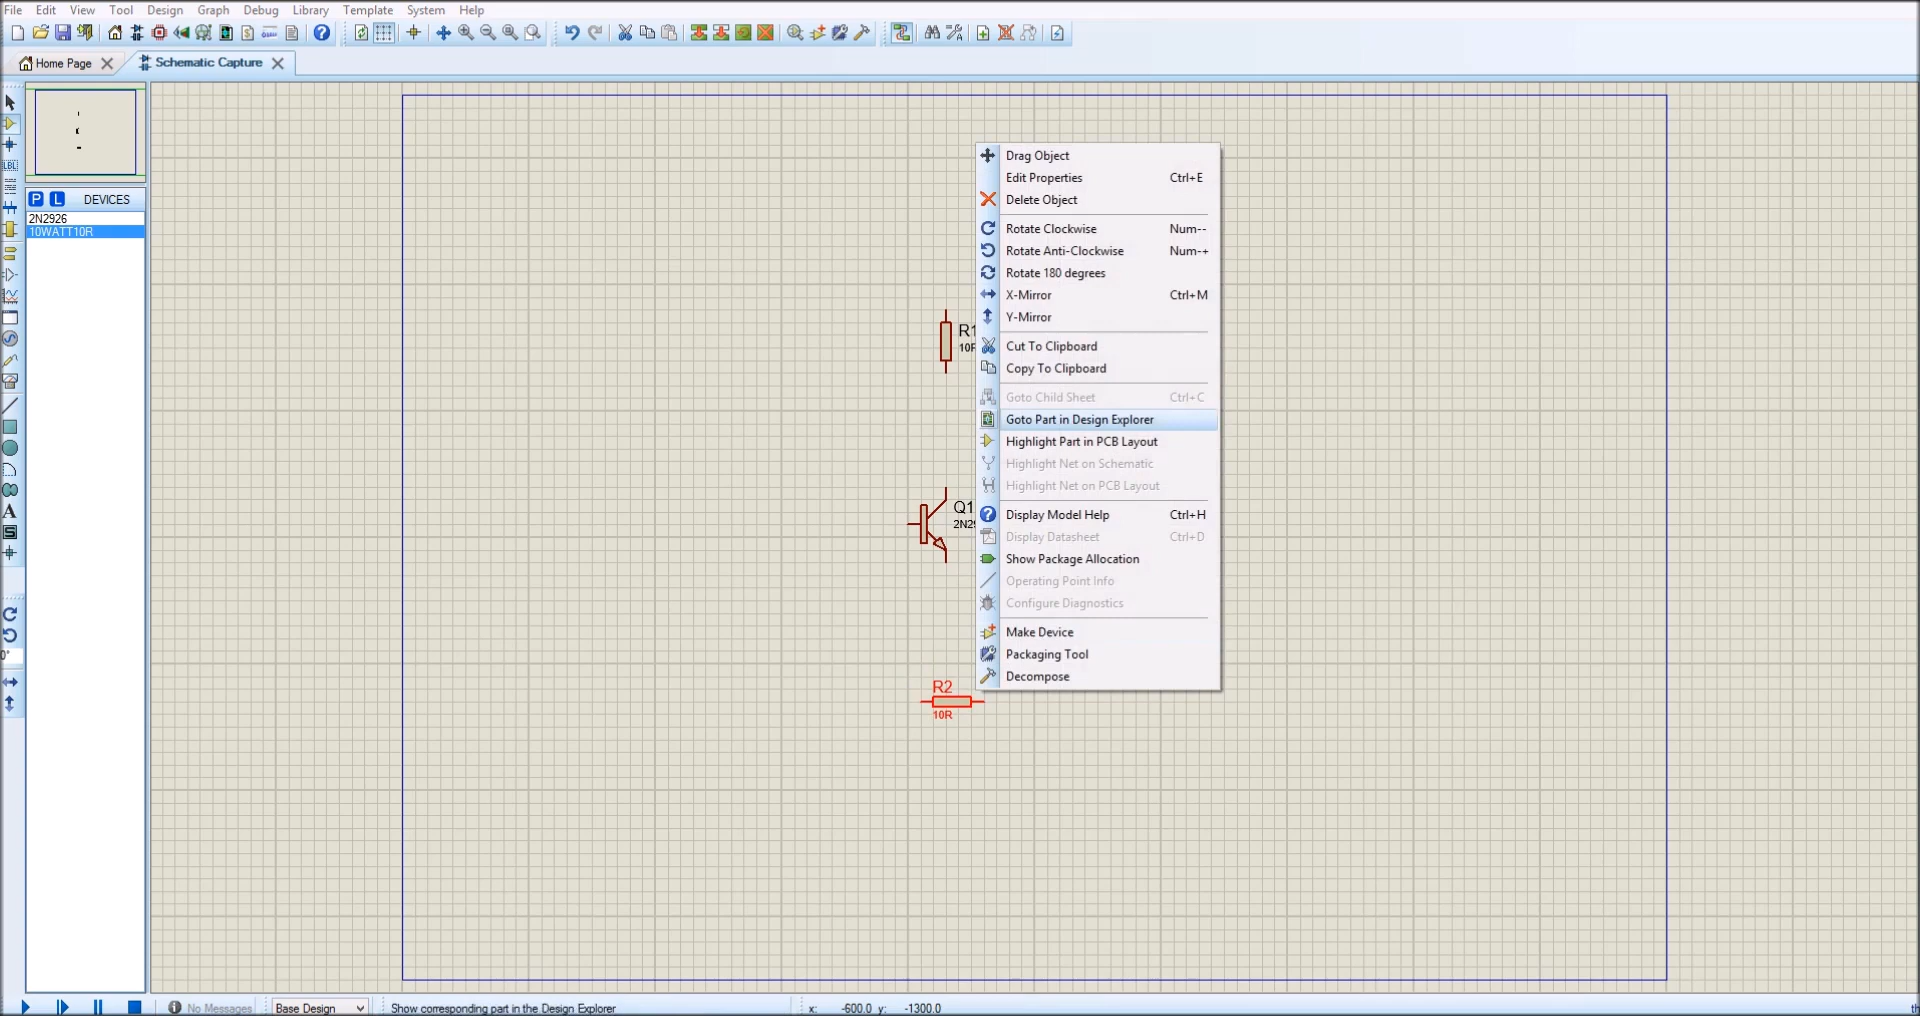 File Edit View Tool Design Graph Debug Library Template System Help
Home Page Schematic Capture
LBL
P L DEVICES
2N2926
10WATT10R
Drag Object
Edit Properties Ctrl+E
Delete Object
Rotate Clockwise Num--
Rotate Anti-Clockwise Num-+
Rotate 180 degrees
X-Mirror Ctrl+M
Y-Mirror
Cut To Clipboard
Copy To Clipboard
Goto Child Sheet Ctrl+C
Goto Part in Design Explorer
Highlight Part in PCB Layout
Highlight Net on Schematic
Highlight Net on PCB Layout
Display Model Help Ctrl+H
Display Datasheet Ctrl+D
Show Package Allocation
Operating Point Info
Configure Diagnostics
Make Device
Packaging Tool
Decompose
R1
Q1
R2
10R
A
S
0°
No Messages Base Design Show corresponding part in the Design Explorer x: -600.0 y: -1300.0